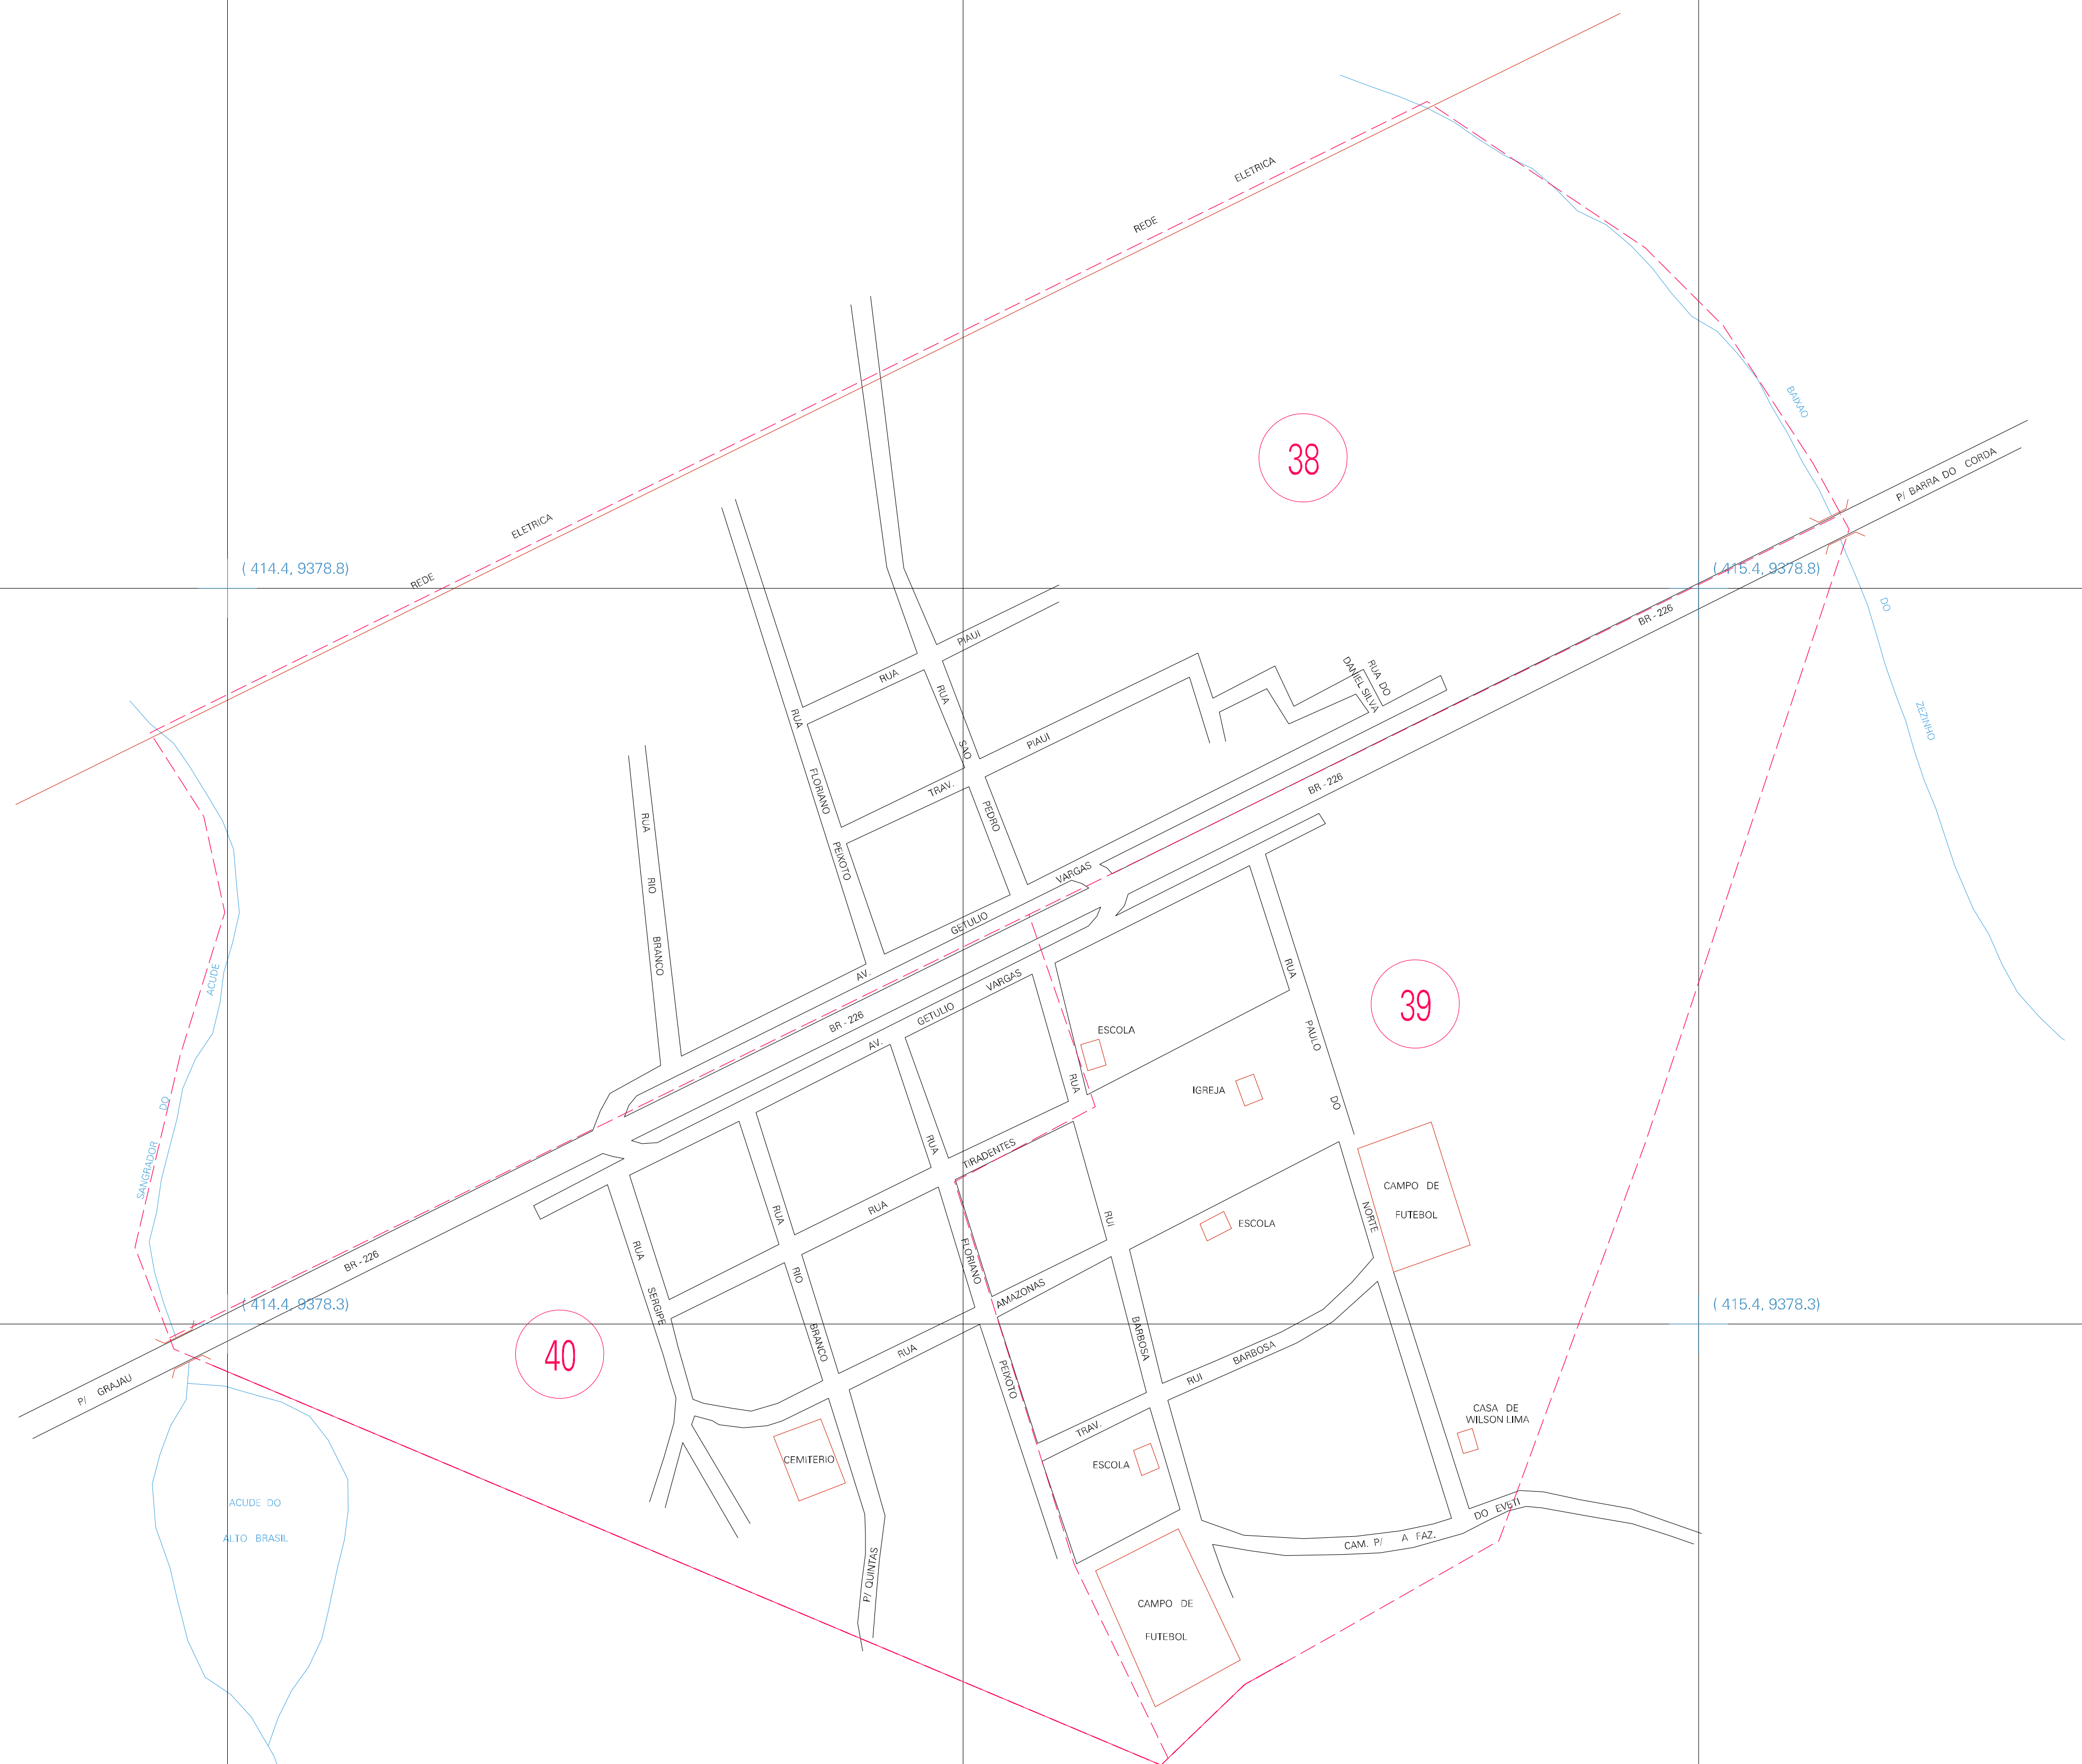 ELETRICA
REDE
BAIXAO
38
P/ BARRA DO CORDA
ELETRICA
REDE
( 414.4, 9378.8)
( 415.4, 9378.8)
DO
ZEZINHO
BR - 226
PIAUI
RUA
RUA
RUA DO
DANIEL SILVA
RUA
SAO
PIAUI
FLORIANO
TRAV.
PEDRO
BR - 226
RUA
PEIXOTO
VARGAS
RIO
GETULIO
BRANCO
AV.
ACUDE
DO
SANGRADOR
BR - 226
GETULIO
VARGAS
AV.
RUA
39
PAULO
ESCOLA
RUA
IGREJA
DO
RUA
TIRADENTES
CAMPO DE
FUTEBOL
RUA
RUA
RUI
ESCOLA
NORTE
BR - 226
RUA
RIO
FLORIANO
AMAZONAS
SERGIPE
( 414.4, 9378.3)
( 415.4, 9378.3)
40
BRANCO
RUA
BARBOSA
BARBOSA
RUI
PEIXOTO
P/ GRAJAU
CASA DE
WILSON LIMA
TRAV.
CEMITERIO
ESCOLA
ACUDE DO
ALTO BRASIL
DO EVETI
CAM. P/ A FAZ.
P/ QUINTAS
CAMPO DE
FUTEBOL